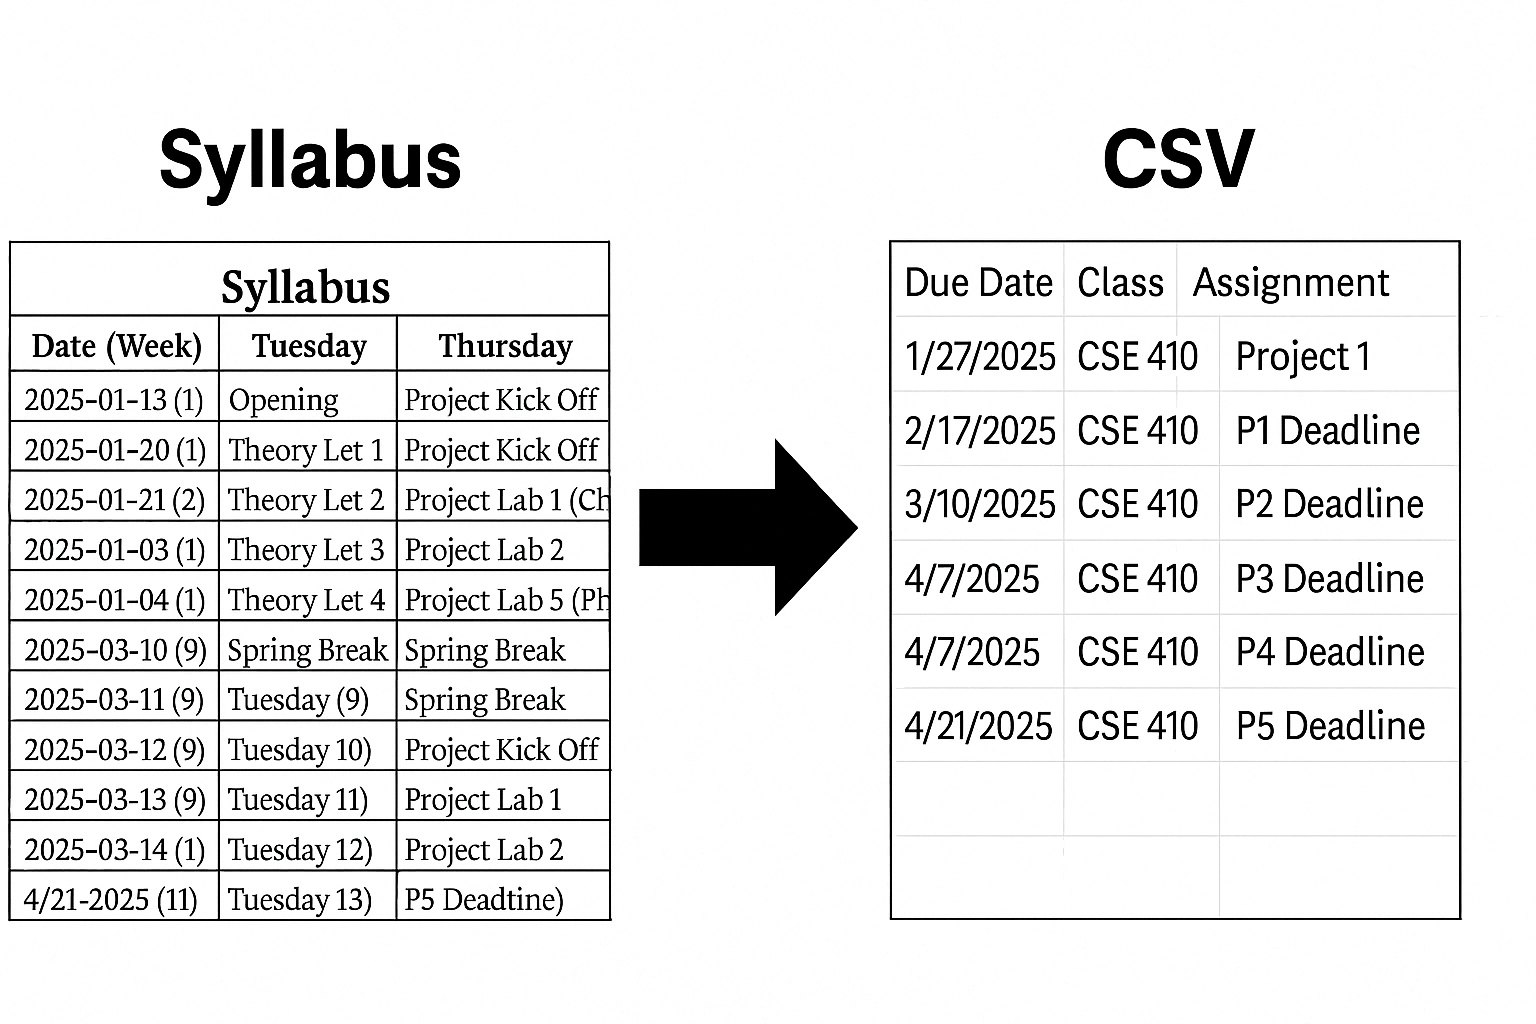 Syllabus
Syllabus
Date (Week) Tuesday Thursday
2025-01-13 (1) Opening Project Kick Off
2025-01-20 (1) Theory Let 1 Project Kick Off
2025-01-21 (2) Theory Let 2 Project Lab 1 (Ch
2025-01-03 (1) Theory Let 3 Project Lab 2
2025-01-04 (1) Theory Let 4 Project Lab 5 (Ph
2025-03-10 (9) Spring Break Spring Break
2025-03-11 (9) Tuesday (9) Spring Break
2025-03-12 (9) Tuesday 10) Project Kick Off
2025-03-13 (9) Tuesday 11) Project Lab 1
2025-03-14 (1) Tuesday 12) Project Lab 2
4/21-2025 (11) Tuesday 13) P5 Deadtine)
CSV
Due Date Class Assignment
1/27/2025 CSE 410 Project 1
2/17/2025 CSE 410 P1 Deadline
3/10/2025 CSE 410 P2 Deadline
4/7/2025 CSE 410 P3 Deadline
4/7/2025 CSE 410 P4 Deadline
4/21/2025 CSE 410 P5 Deadline